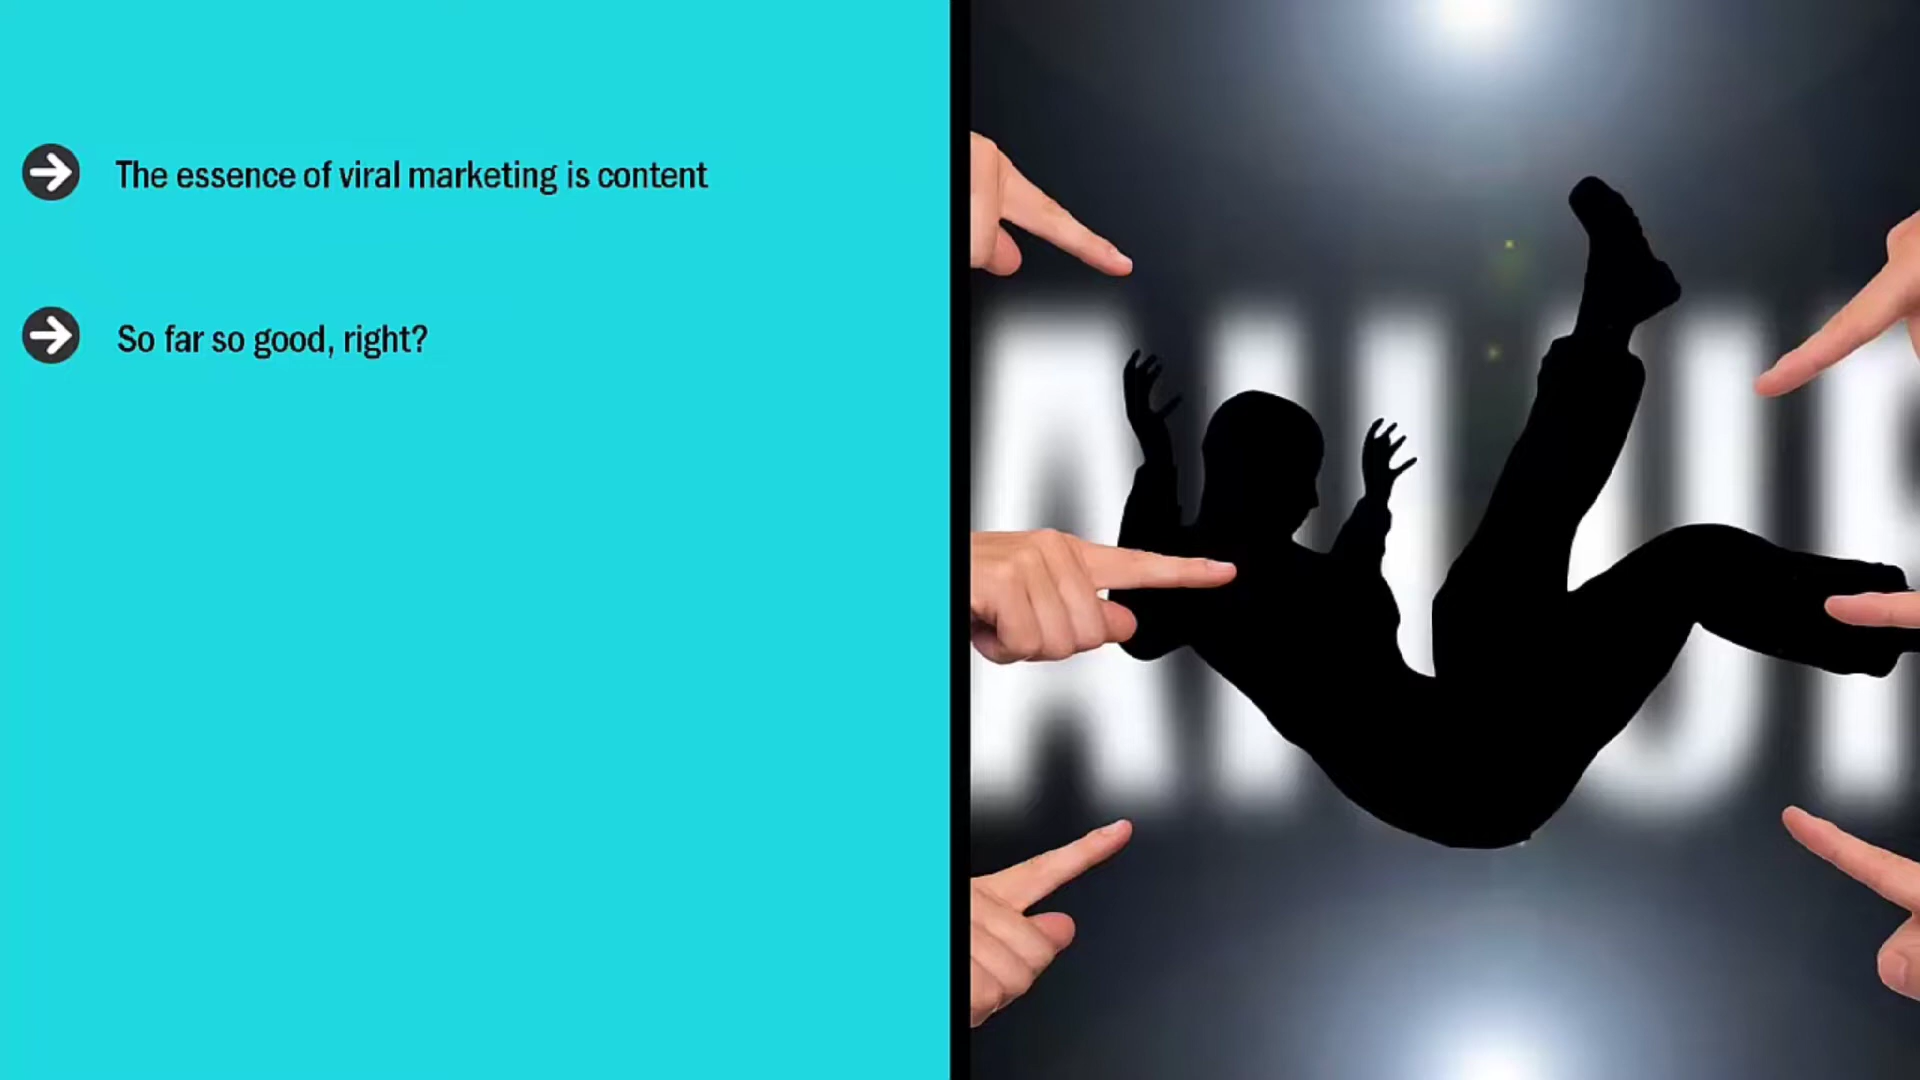 The essence of viral marketing is content
So far so good, right?